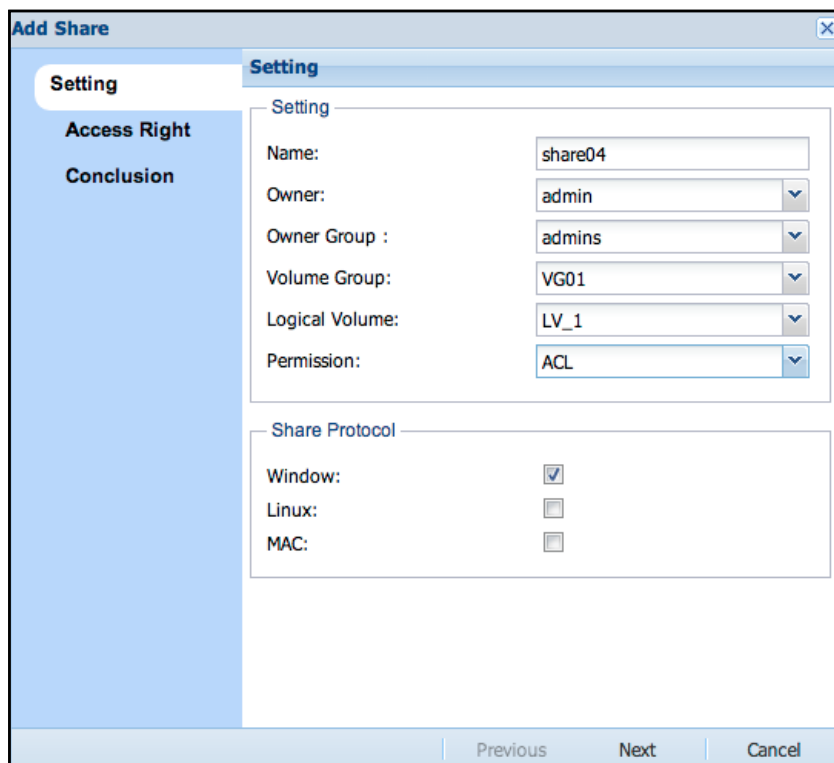 Add Share
Setting
Access Right
Conclusion
Setting
Setting
Name: share04
Owner: admin
Owner Group : admins
Volume Group: VG01
Logical Volume: LV_1
Permission: ACL
Share Protocol
Window:
Linux:
MAC:
Previous Next Cancel